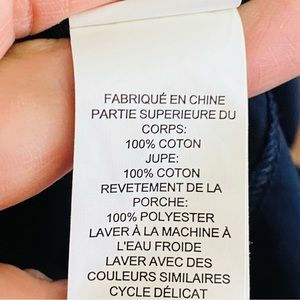 FABRIQUÉ EN CHINE
PARTIE SUPERIEURE DU
CORPS:
100% COTON
JUPE:
100% COTON
REVETEMENT DE LA
PORCHE:
100% POLYESTER
LAVER À LA MACHINE À
L'EAU FROIDE
LAVER AVEC DES
COULEURS SIMILAIRES
CYCLE DÉLICAT